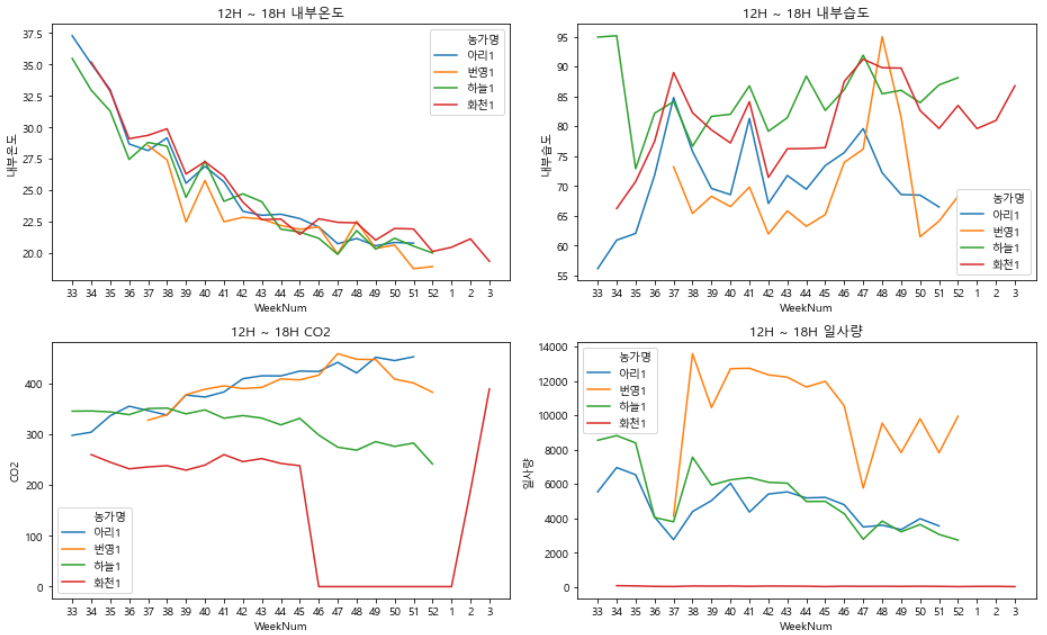 12H ~ 18H 내부온도
내부온도
37.5
35.0
32.5
30.0
27.5
25.0
22.5
20.0
33 34 35 36 37 38 39 40 41 42 43 44 45 46 47 48 49 50 51 52 1 2 3
WeekNum
농가명
아리1
번영1
하늘1
화천1
12H ~ 18H 내부습도
내부습도
95
90
85
80
75
70
65
60
55
33 34 35 36 37 38 39 40 41 42 43 44 45 46 47 48 49 50 51 52 1 2 3
WeekNum
농가명
아리1
번영1
하늘1
화천1
12H ~ 18H CO2
CO2
400
300
200
100
0
33 34 35 36 37 38 39 40 41 42 43 44 45 46 47 48 49 50 51 52 1 2 3
WeekNum
농가명
아리1
번영1
하늘1
화천1
12H ~ 18H 일사량
일사량
14000
12000
10000
8000
6000
4000
2000
0
33 34 35 36 37 38 39 40 41 42 43 44 45 46 47 48 49 50 51 52 1 2 3
WeekNum
농가명
아리1
번영1
하늘1
화천1